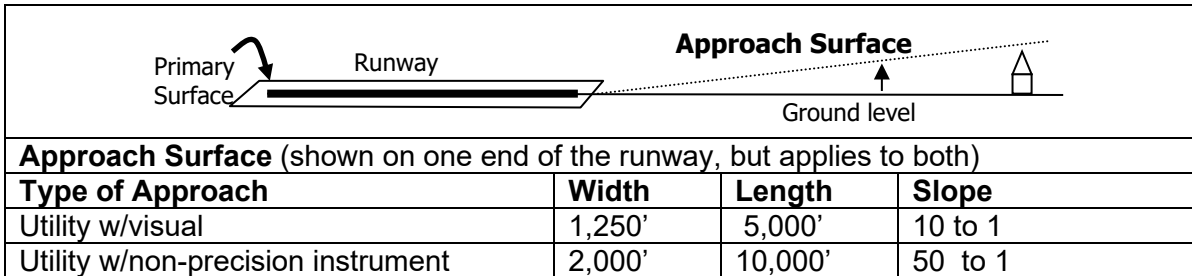 Approach Surface
Primary
Surface
Runway
Ground level
Approach Surface (shown on one end of the runway, but applies to both)
Type of Approach Width Length Slope
Utility w/visual 1,250’ 5,000’ 10 to 1
Utility w/non-precision instrument 2,000’ 10,000’ 50 to 1